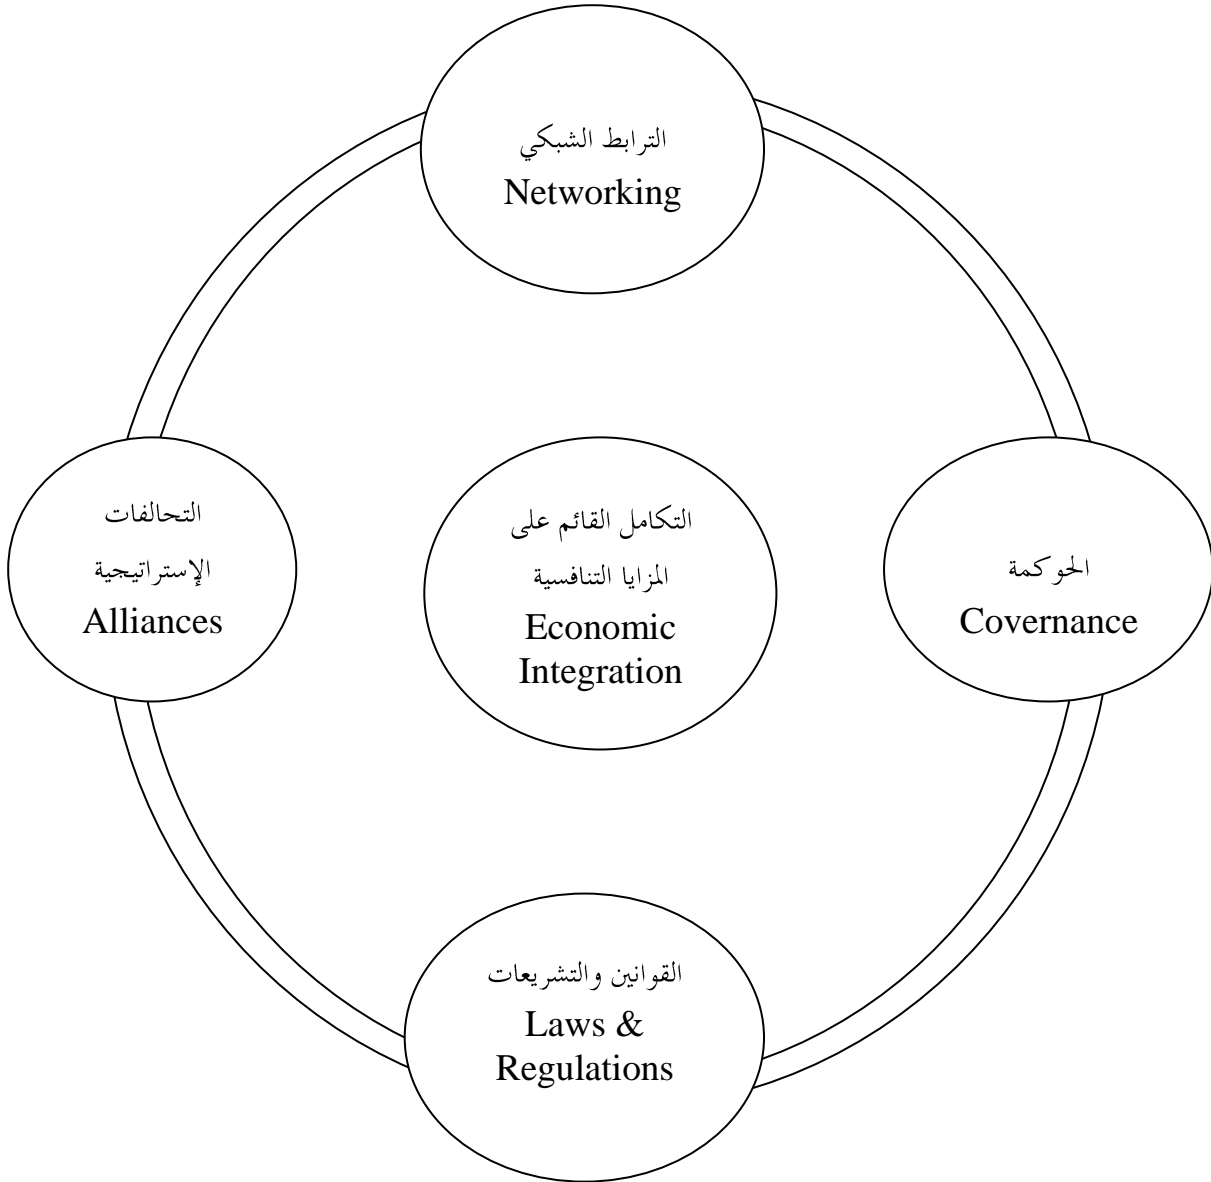 الترابط الشبكي
Networking
التحالفات
الإستراتيجية
Alliances
التكامل القائم على
المزايا التنافسية
Economic
Integration
الحوكمة
Covernance
القوانين والتشريعات
Laws &
Regulations